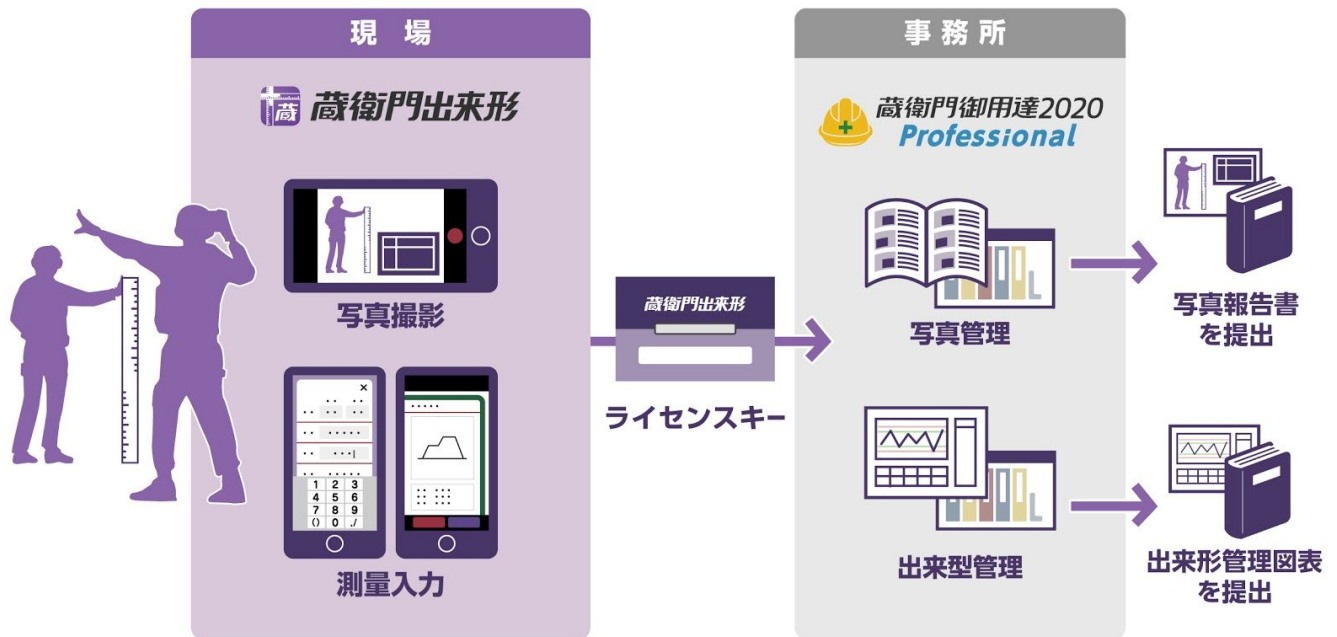 現場
蔵
蔵衛門出来形
写真撮影
×
1 2 3
4 5 6
7 8 9
() 0 ./
測量入力
蔵衛門出来形
ライセンスキー
事務所
蔵衛門御用達2020
Professional
写真管理
出来型管理
写真報告書
を提出
出来形管理図表
を提出